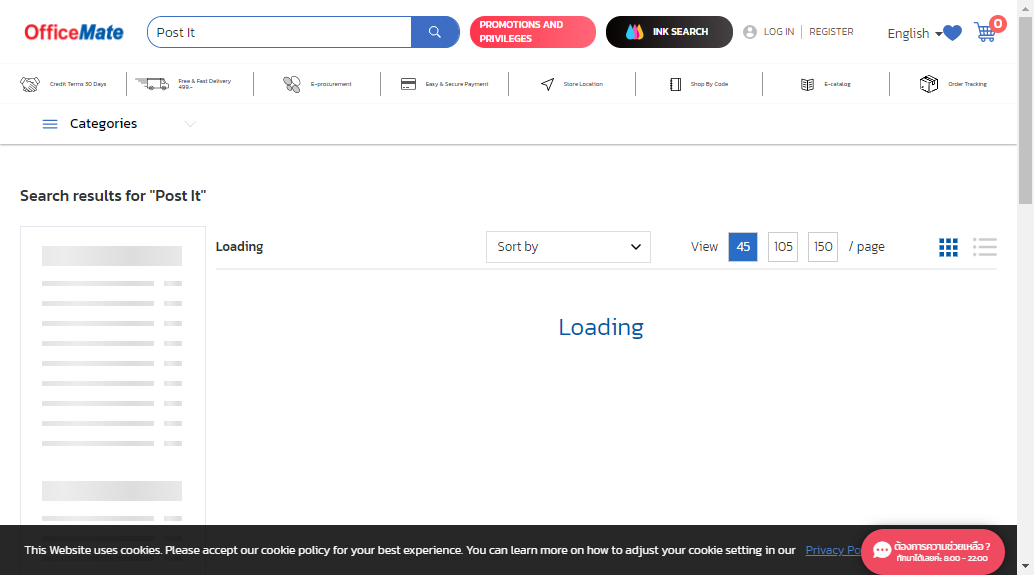 OfficeMate
Post It
PROMOTIONS AND
PRIVILEGES
INK SEARCH
LOG IN
REGISTER
English
0
Credit Terms 30 Days
Free & Fast Delivery
499.-
E-procurement
Easy & Secure Payment
Store Location
Shop By Code
E-catalog
Order Tracking
Categories
Search results for "Post It"
Loading
Sort by
View
45
105
150
/ page
Loading
This Website uses cookies. Please accept our cookie policy for your best experience. You can learn more on how to adjust your cookie setting in our Privacy Po
ต้องการความช่วยเหลือ ?
ทักมาได้เลยค่ะ 8:00 - 22:00